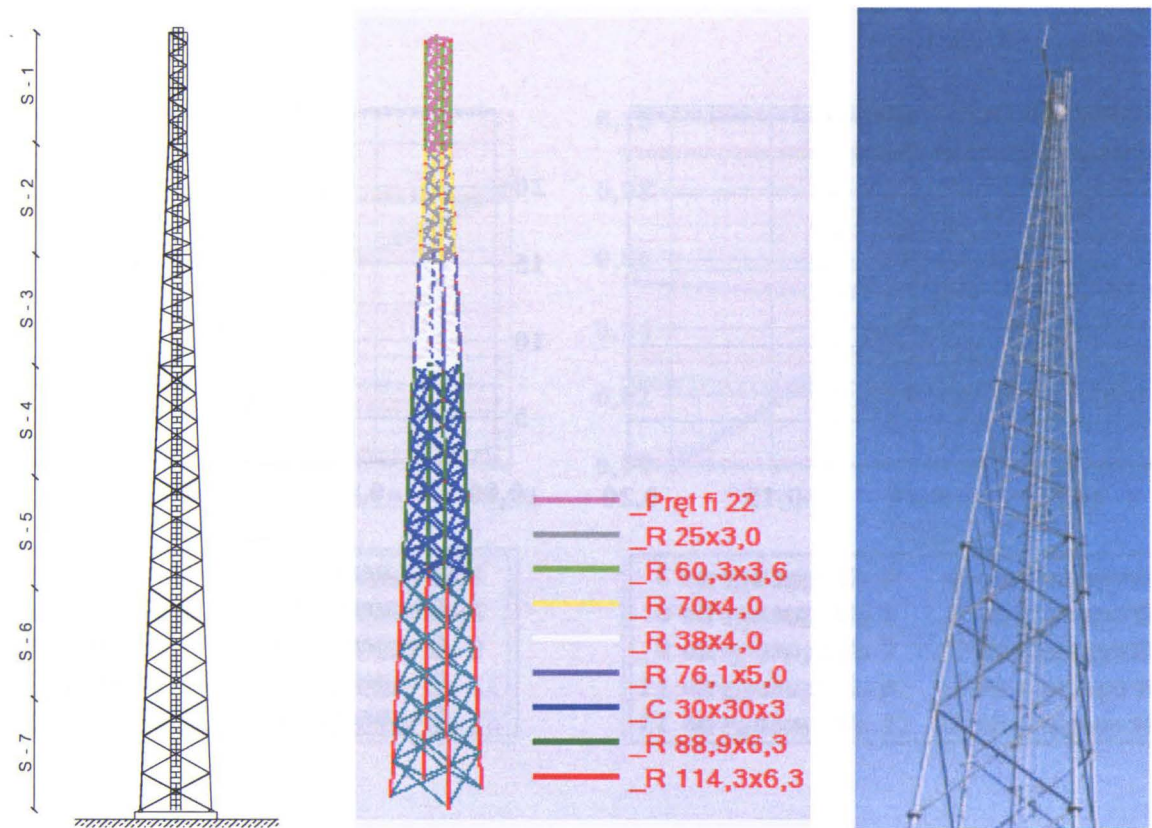 S - 1
S - 2
S - 3
S - 4
S - 5
S - 6
S - 7
_Pręt fi 22
_R 25x3,0
_R 60,3x3,6
_R 70x4,0
_R 38x4,0
_R 76,1x5,0
_C 30x30x3
_R 88,9x6,3
_R 114,3x6,3